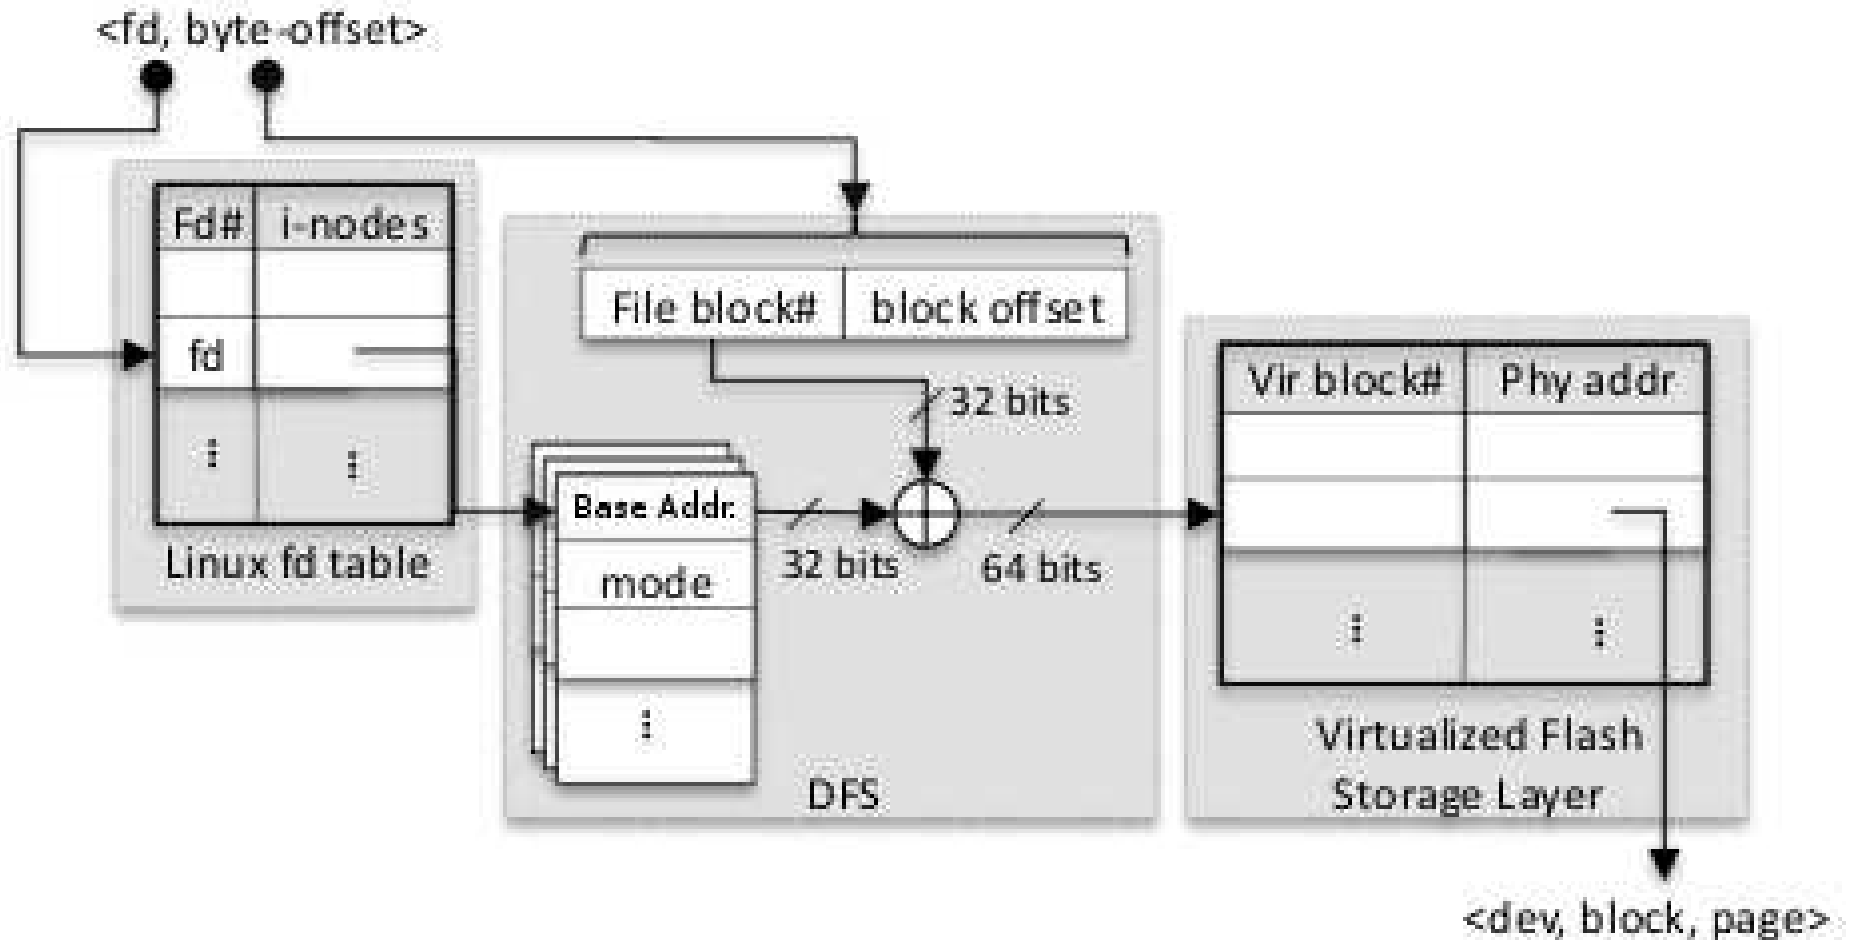 <fd, byte-offset>
Fd# i-nodes
fd
⋮ ⋮
Linux fd table
File block# block offset
32 bits
Base Addr.
mode
⋮
32 bits
64 bits
DFS
Vir block# Phy addr
⋮ ⋮
Virtualized Flash
Storage Layer
<dev, block, page>